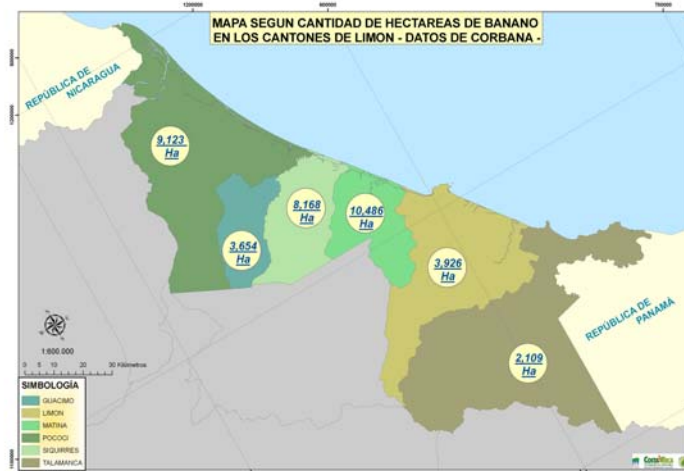 MAPA SEGUN CANTIDAD DE HECTAREAS DE BANANO
EN LOS CANTONES DE LIMON - DATOS DE CORBANA -
REPÚBLICA DE
NICARAGUA
9,123
Ha
8,168
Ha
10,486
Ha
3,654
Ha
3,926
Ha
2,109
Ha
REPÚBLICA DE
PANAMÁ
1:600.000
0 5 10 20 30 Kilómetros
SIMBOLOGÍA
GUACIMO
LIMON
MATINA
POCOCI
SIQUIRRES
TALAMANCA